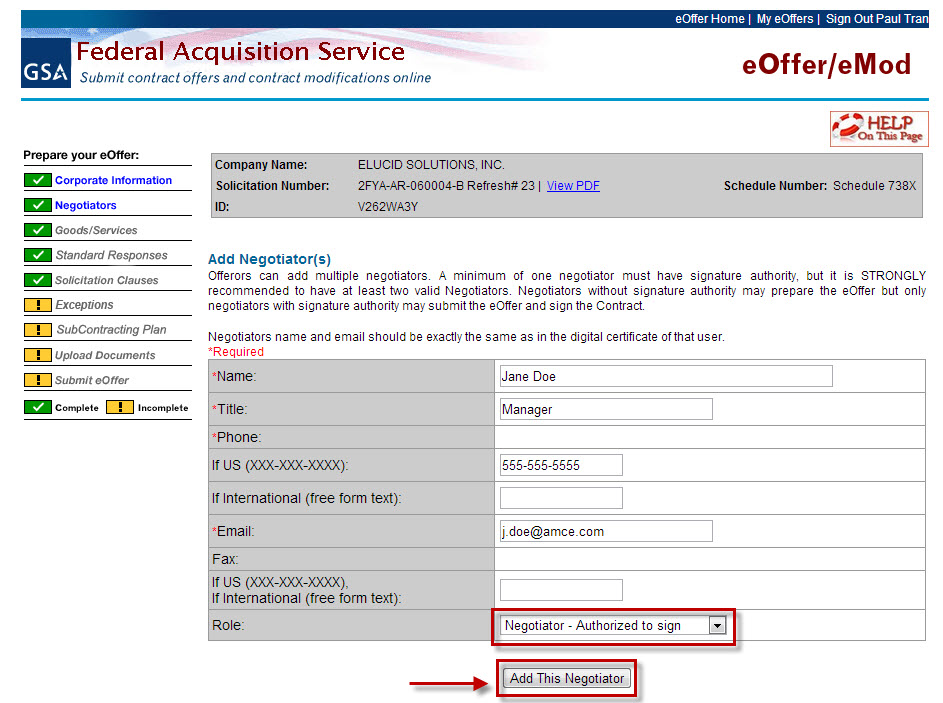 eOffer Home | My eOffers | Sign Out Paul Tran
GSA
Federal Acquisition Service
Submit contract offers and contract modifications online
eOffer/eMod
HELP
On This Page
Prepare your eOffer:
Corporate Information
Negotiators
Goods/Services
Standard Responses
Solicitation Clauses
! Exceptions
! SubContracting Plan
! Upload Documents
! Submit eOffer
Complete ! Incomplete
Company Name: ELUCID SOLUTIONS, INC.
Solicitation Number: 2FYA-AR-060004-B Refresh# 23 | View PDF Schedule Number: Schedule 738X
ID: V262WA3Y
Add Negotiator(s)
Offerors can add multiple negotiators. A minimum of one negotiator must have signature authority, but it is STRONGLY
recommended to have at least two valid Negotiators. Negotiators without signature authority may prepare the eOffer but only
negotiators with signature authority may submit the eOffer and sign the Contract.
Negotiators name and email should be exactly the same as in the digital certificate of that user.
*Required
*Name: Jane Doe
*Title: Manager
*Phone:
If US (XXX-XXX-XXXX): 555-555-5555
If International (free form text):
*Email: j.doe@amce.com
Fax:
If US (XXX-XXX-XXXX),
If International (free form text):
Role: Negotiator - Authorized to sign
Add This Negotiator